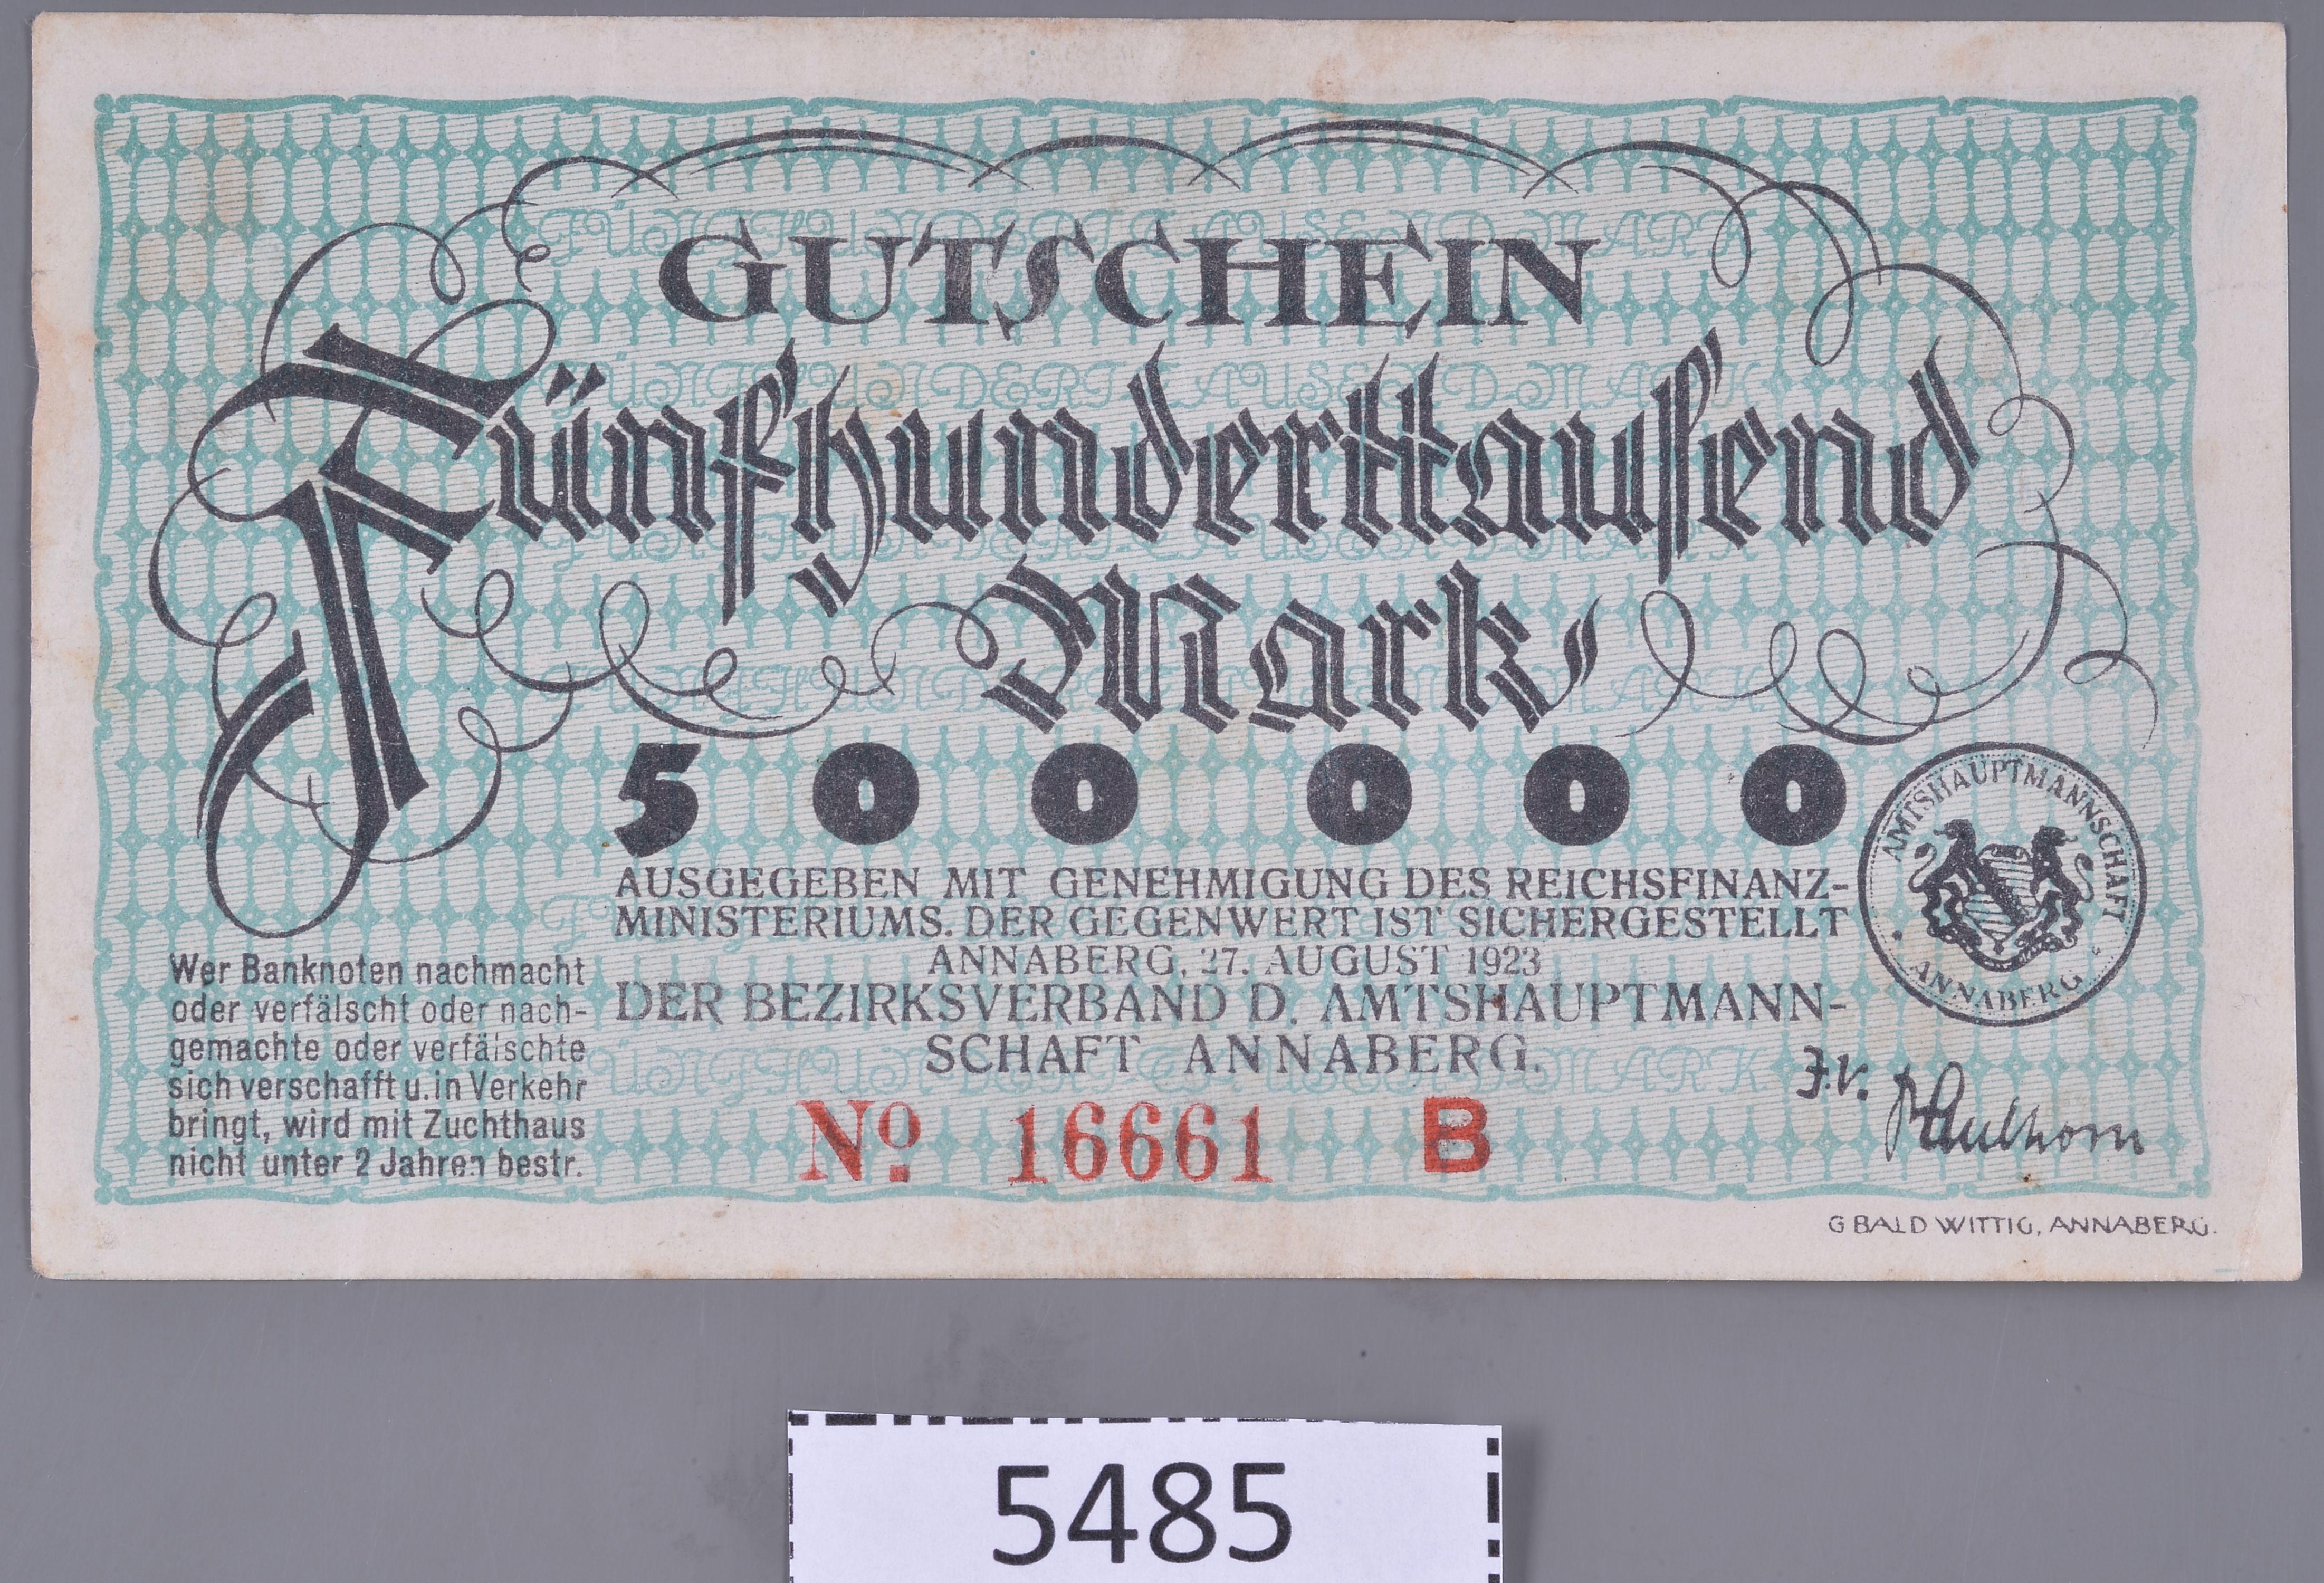 GUTSCHEIN
Fünfhunderttauſend
Mark
500 000
AUSGEGEBEN MIT GENEHMIGUNG DES REICHSFINANZ-
MINISTERIUMS. DER GEGENWERT IST SICHERGESTELLT
ANNABERG, 27. AUGUST 1923
DER BEZIRKSVERBAND D. AMTSHAUPTMANN-
SCHAFT ANNABERG.
Wer Banknoten nachmacht
oder verfälscht oder nach-
gemachte oder verfälschte
sich verschafft u. in Verkehr
bringt, wird mit Zuchthaus
nicht unter 2 Jahren bestr.
AMTSHAUPTMANNSCHAFT
ANNABERG
J.V.
No 16661 B
G BALD WITTIG, ANNABERG.
5485